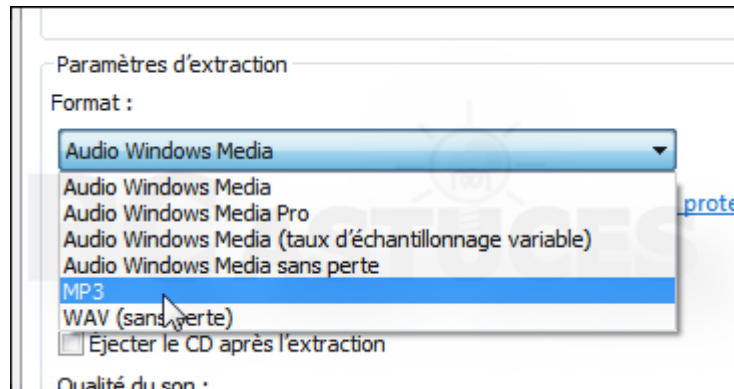 Paramètres d'extraction
Format :
Audio Windows Media
Audio Windows Media
Audio Windows Media Pro
prote
Audio Windows Media (taux d'échantillonnage variable)
Audio Windows Media sans perte
MP3
WAV (sans perte)
Éjecter le CD après l'extraction
Qualité du son :